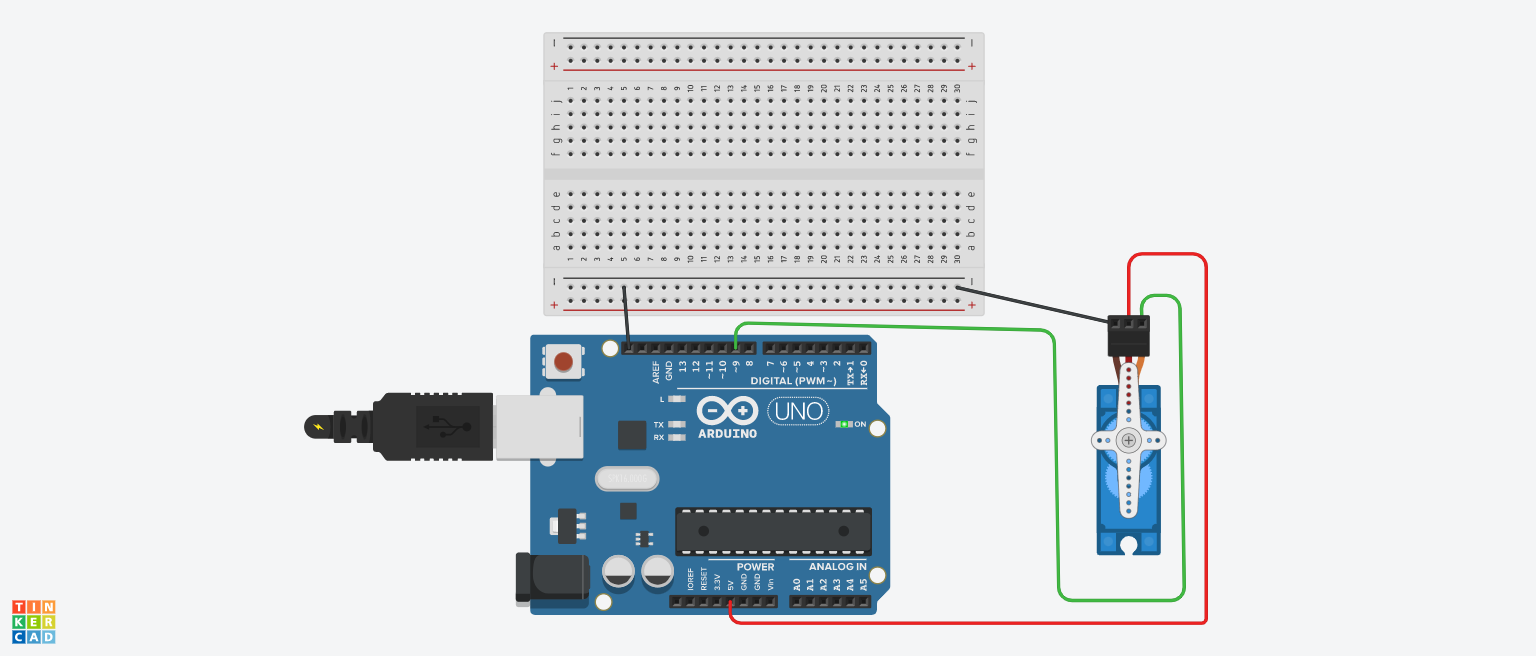 − −
+ +
1 2 3 4 5 6 7 8 9 10 11 12 13 14 15 16 17 18 19 20 21 22 23 24 25 26 27 28 29 30
j j
i i
h h
g g
f f
e e
d d
c c
b b
a a
1 2 3 4 5 6 7 8 9 10 11 12 13 14 15 16 17 18 19 20 21 22 23 24 25 26 27 28 29 30
− −
+ +
AREF GND 13 12 ~11 ~10 ~9 8 7 ~6 ~5 4 ~3 2 TX→1 RX←0
DIGITAL (PWM~)
L
UNO
TX ON
RX ARDUINO
POWER ANALOG IN
IOREF RESET 3.3V 5V GND GND Vin A0 A1 A2 A3 A4 A5
TIN
KER
CAD